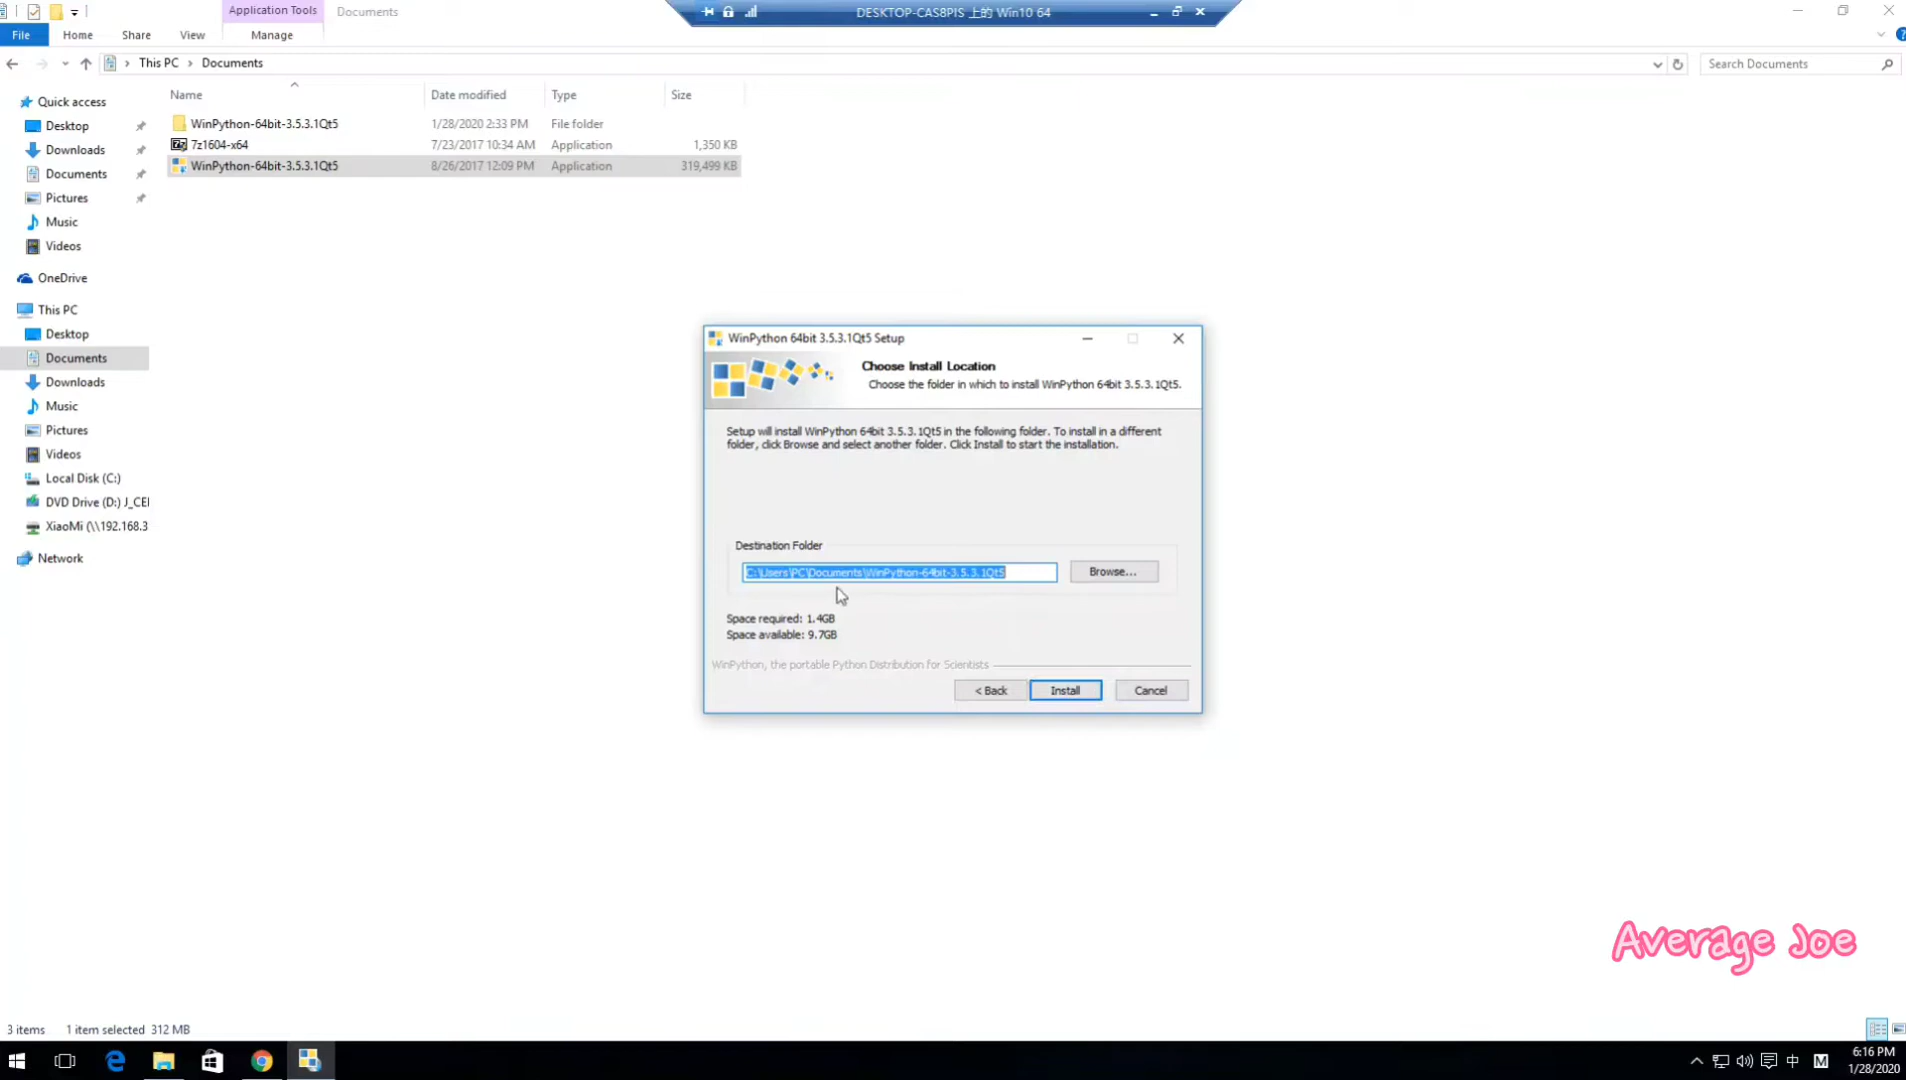 Application Tools
Documents
DESKTOP-CAS8PIS 上的 Win10 64
File
Home
Share
View
Manage
This PC
Documents
Search Documents
Name
Date modified
Type
Size
Quick access
WinPython-64bit-3.5.3.1Qt5
1/28/2020 2:33 PM
File folder
Desktop
7z1604-x64
7/23/2017 10:34 AM
Application
1,350 KB
Downloads
WinPython-64bit-3.5.3.1Qt5
8/26/2017 12:09 PM
Application
319,499 KB
Documents
Pictures
Music
Videos
OneDrive
This PC
Desktop
Documents
Downloads
Music
Pictures
Videos
Local Disk (C:)
DVD Drive (D:) J_CEI
XiaoMi (\\192.168.3
Network
WinPython 64bit 3.5.3.1Qt5 Setup
Choose Install Location
Choose the folder in which to install WinPython 64bit 3.5.3.1Qt5.
Setup will install WinPython 64bit 3.5.3.1Qt5 in the following folder. To install in a different
folder, click Browse and select another folder. Click Install to start the installation.
Destination Folder
C:\Users\PC\Documents\WinPython-64bit-3.5.3.1Qt5
Browse...
Space required: 1.4GB
Space available: 9.7GB
WinPython, the portable Python Distribution for Scientists
< Back
Install
Cancel
Average Joe
3 items
1 item selected 312 MB
中
M
6:16 PM
1/28/2020